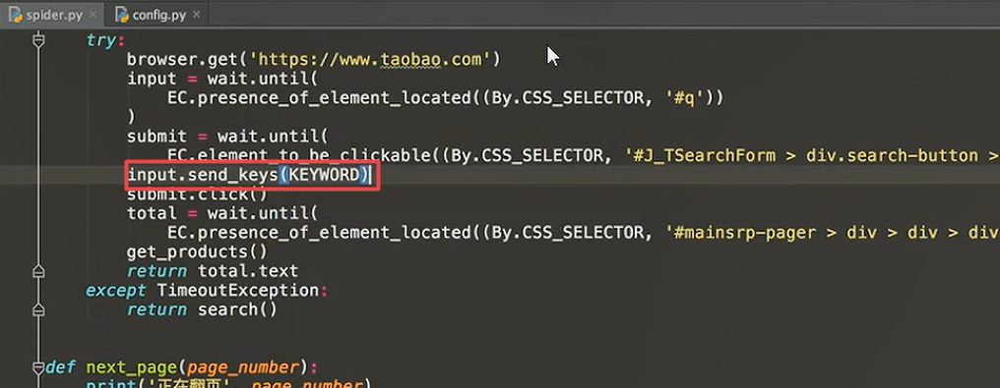 spider.py × config.py ×
try:
browser.get('https://www.taobao.com')
input = wait.until(
EC.presence_of_element_located((By.CSS_SELECTOR, '#q'))
)
submit = wait.until(
EC.element_to_be_clickable((By.CSS_SELECTOR, '#J_TSearchForm > div.search-button >
input.send_keys(KEYWORD)
submit.click()
total = wait.until(
EC.presence_of_element_located((By.CSS_SELECTOR, '#mainsrp-pager > div > div > div
get_products()
return total.text
except TimeoutException:
return search()
def next_page(page_number):
print('正在翻页', page_number)